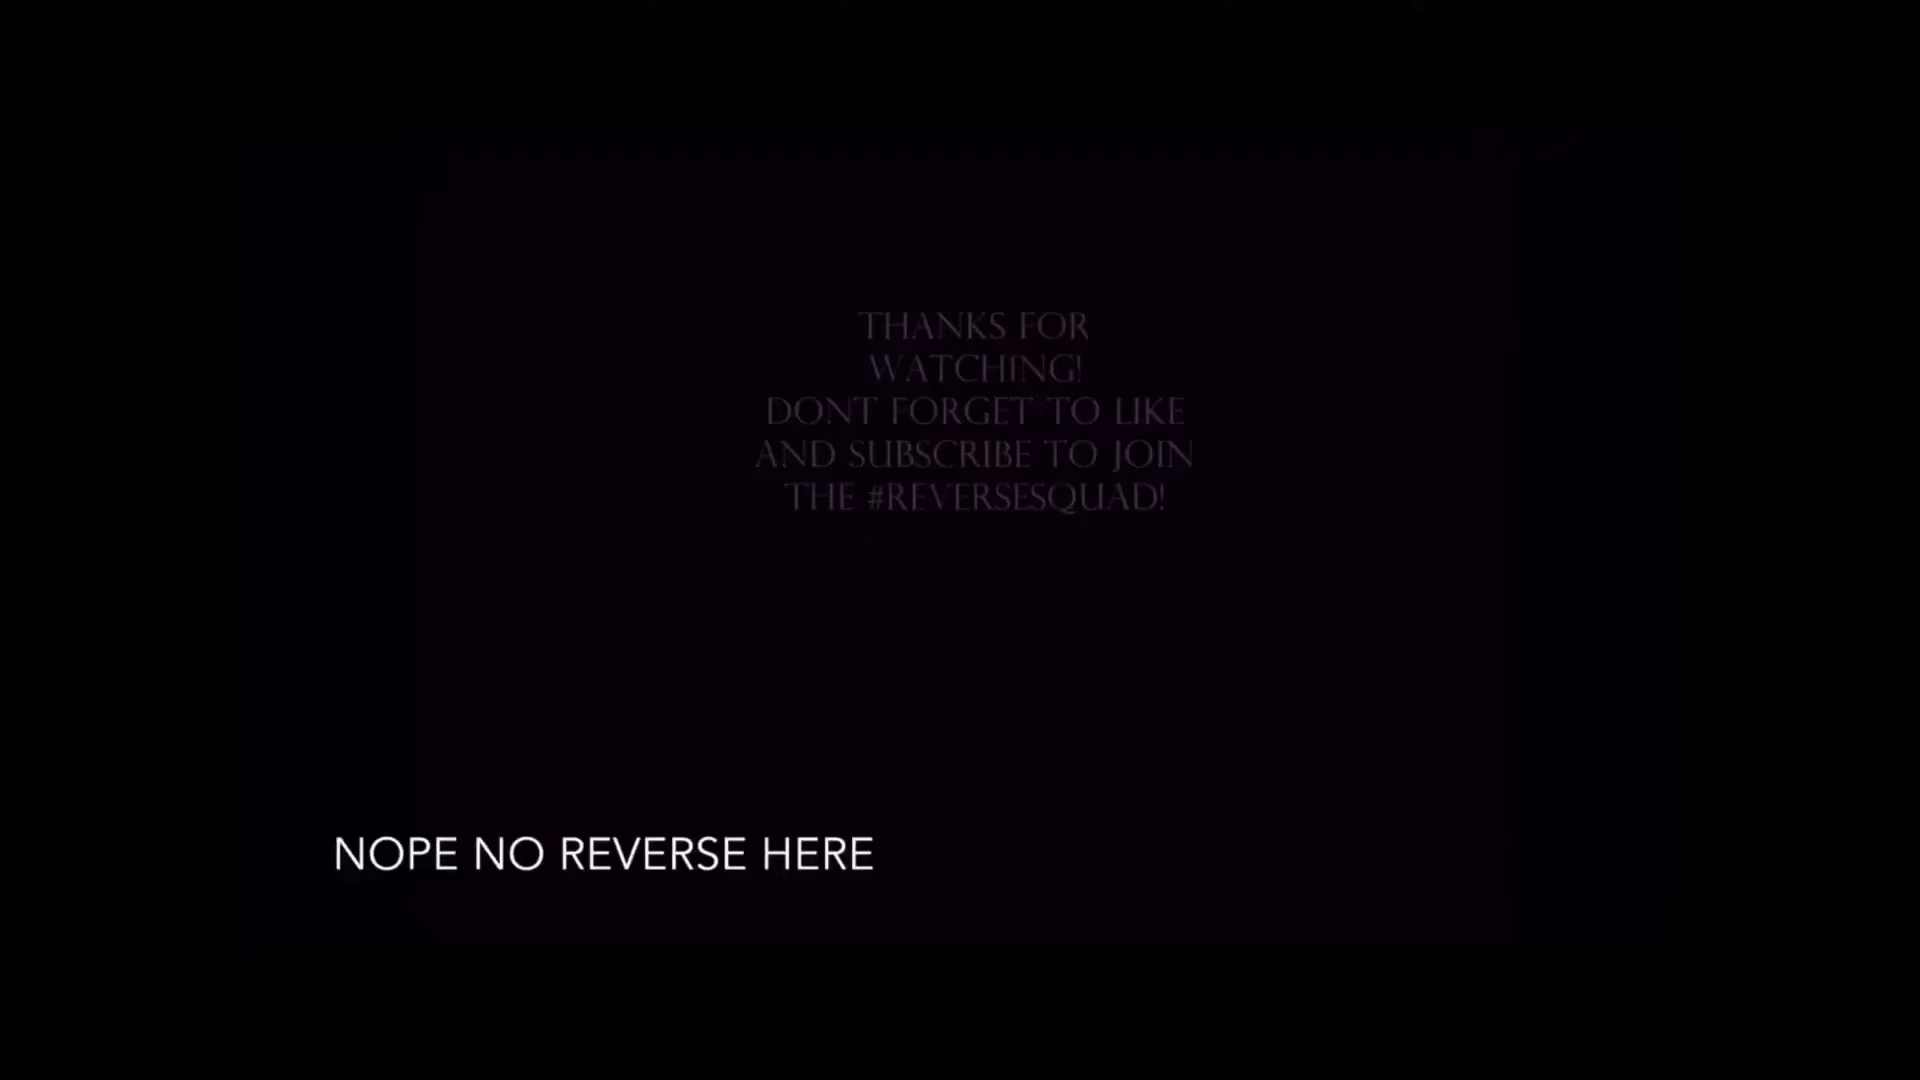 THANKS FOR
WATCHING!
DONT FORGET TO LIKE
AND SUBSCRIBE TO JOIN
THE #REVERSESQUAD!
NOPE NO REVERSE HERE